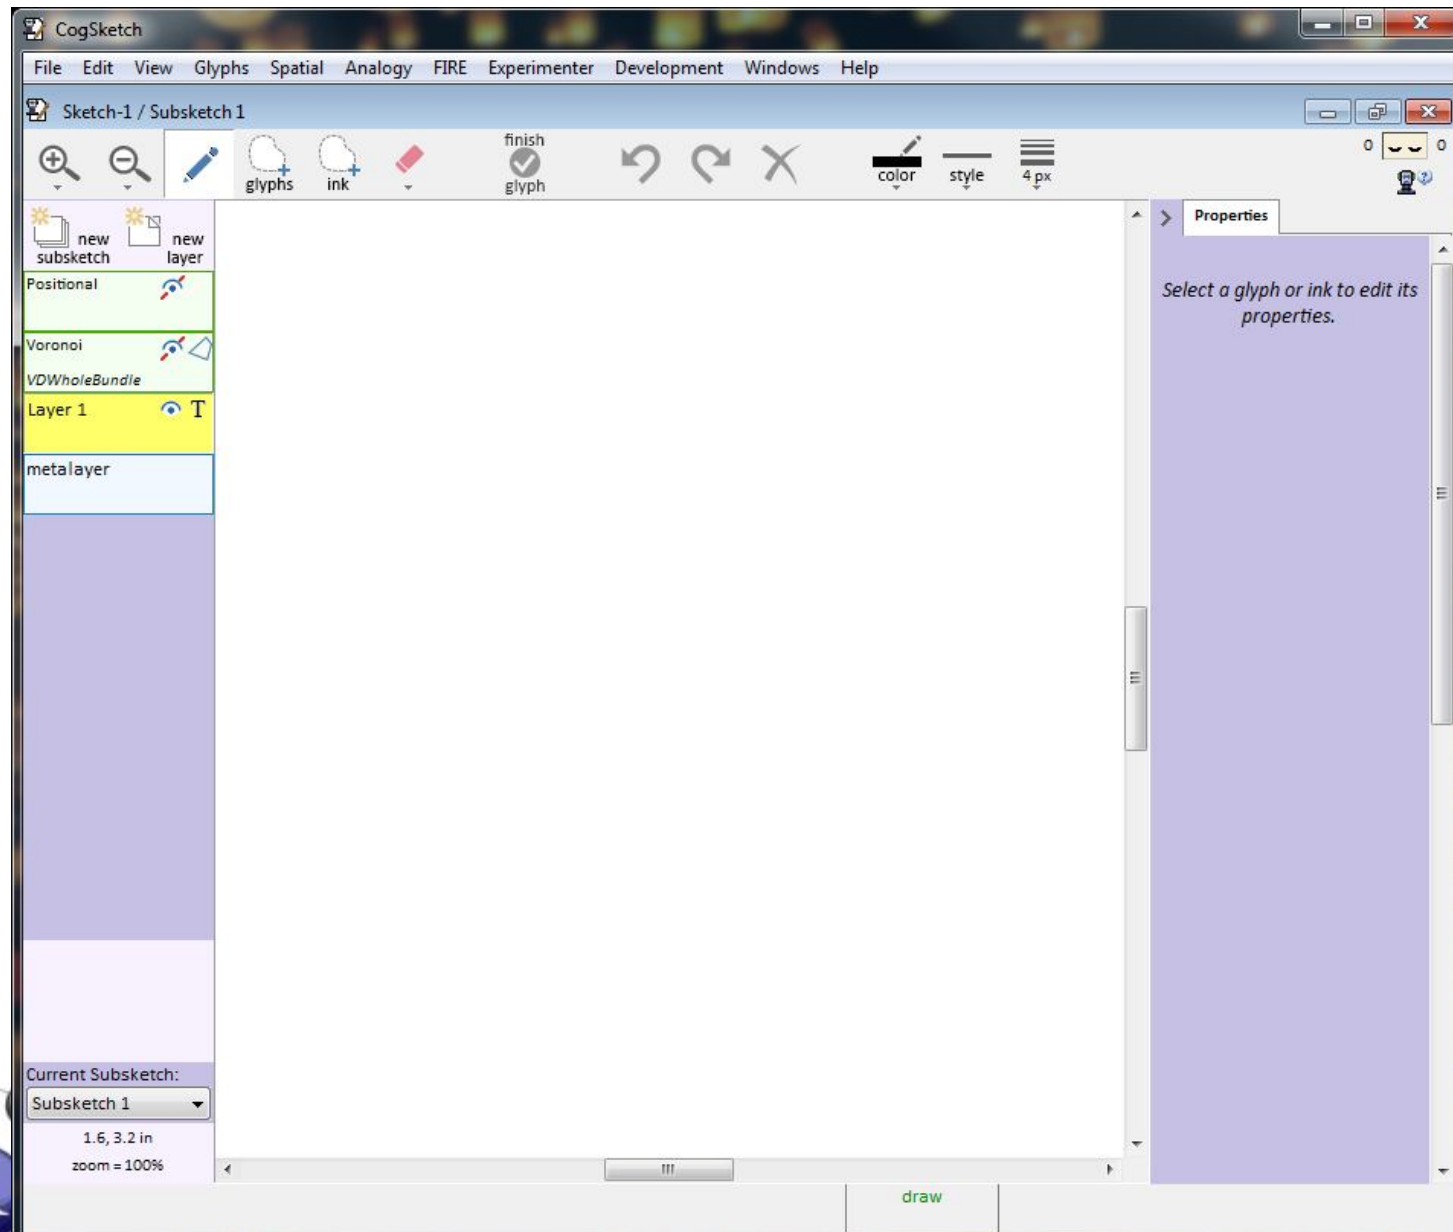 CogSketch
File Edit View Glyphs Spatial Analogy FIRE Experimenter Development Windows Help
Sketch-1 / Subsketch 1
glyphs
ink
finish
glyph
color
style
4 px
0 0
new
subsketch
new
layer
Positional
Voronoi
VDWholeBundle
Layer 1 T
metalayer
Current Subsketch:
Subsketch 1
1.6, 3.2 in
zoom = 100%
Properties
Select a glyph or ink to edit its
properties.
draw